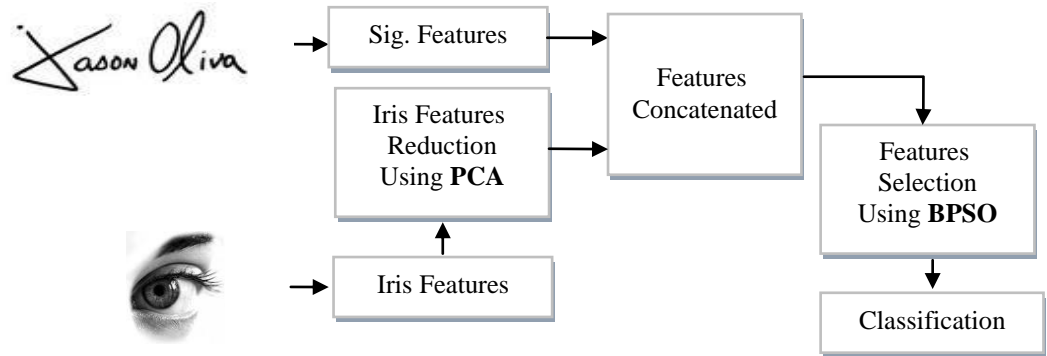 Jason Oliva
Sig. Features
Iris Features
Reduction
Using PCA
Features
Concatenated
Features
Selection
Using BPSO
Iris Features
Classification